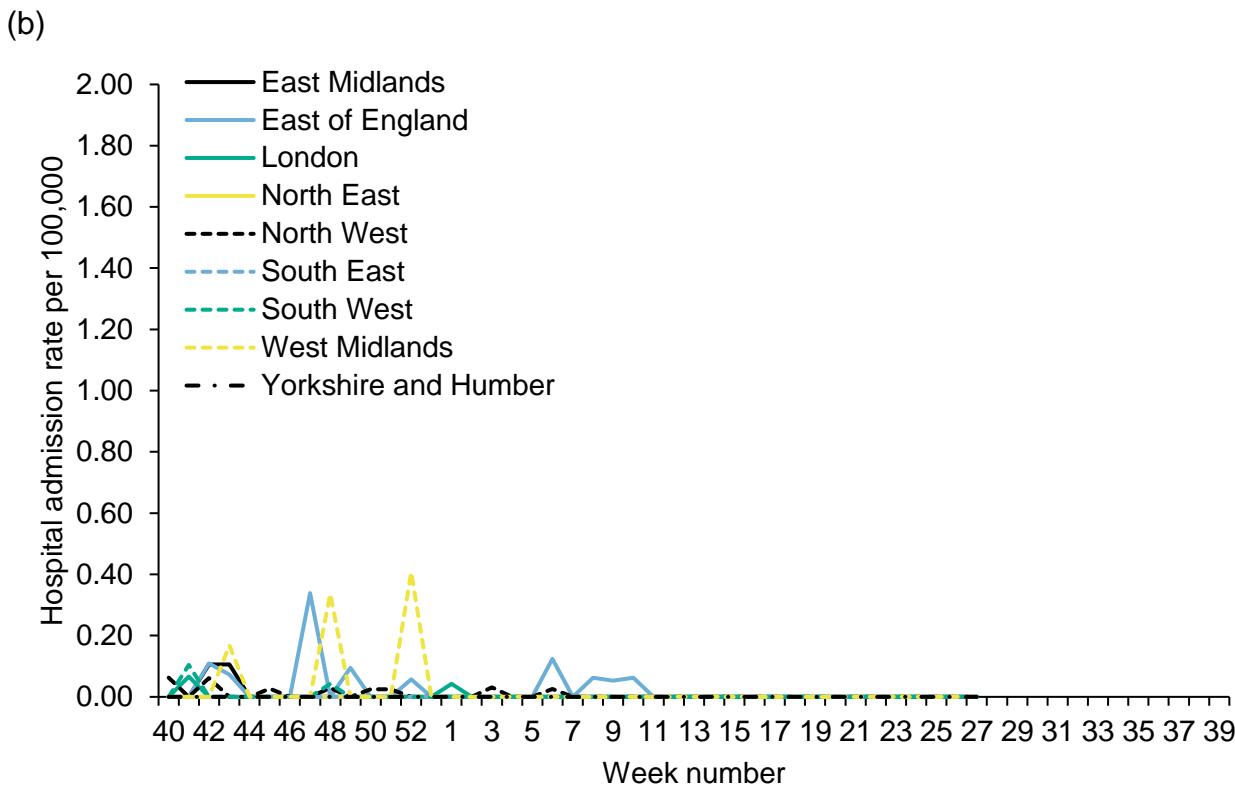 (b)
2.00
1.80
1.60
1.40
1.20
1.00
0.80
0.60
0.40
0.20
0.00
Hospital admission rate per 100,000
East Midlands
East of England
London
North East
North West
South East
South West
West Midlands
Yorkshire and Humber
40 42 44 46 48 50 52 1 3 5 7 9 11 13 15 17 19 21 23 25 27 29 31 33 35 37 39
Week number